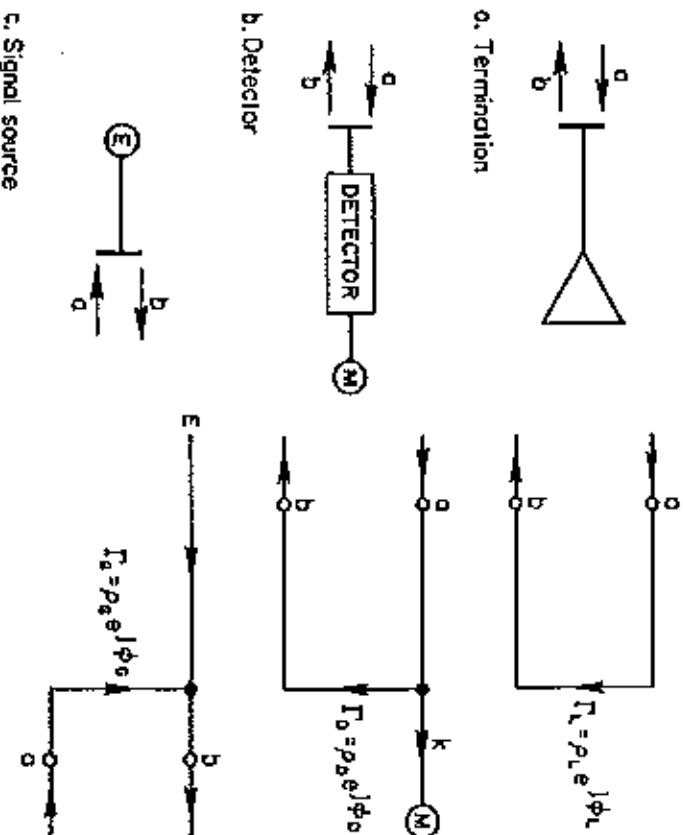 a. Termination
a
b
a
b
Γ_L = ρ_L e^{jϕ_L}
b. Detector
a
b
DETECTOR
M
a
b
k
M
Γ_D = ρ_D e^{jϕ_D}
c. Signal source
E
b
a
E
b
a
Γ_G = ρ_G e^{jϕ_G}